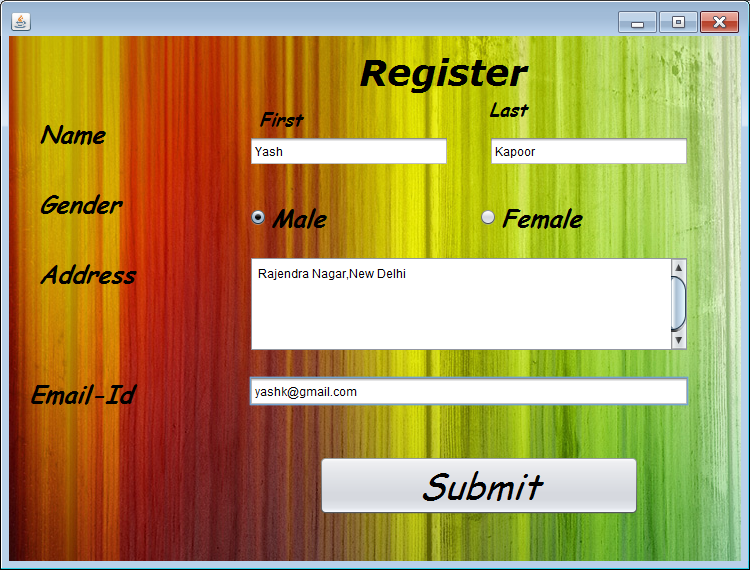 Register
First Last
Name Yash Kapoor
Gender Male Female
Address Rajendra Nagar,New Delhi
Email-Id yashk@gmail.com
Submit